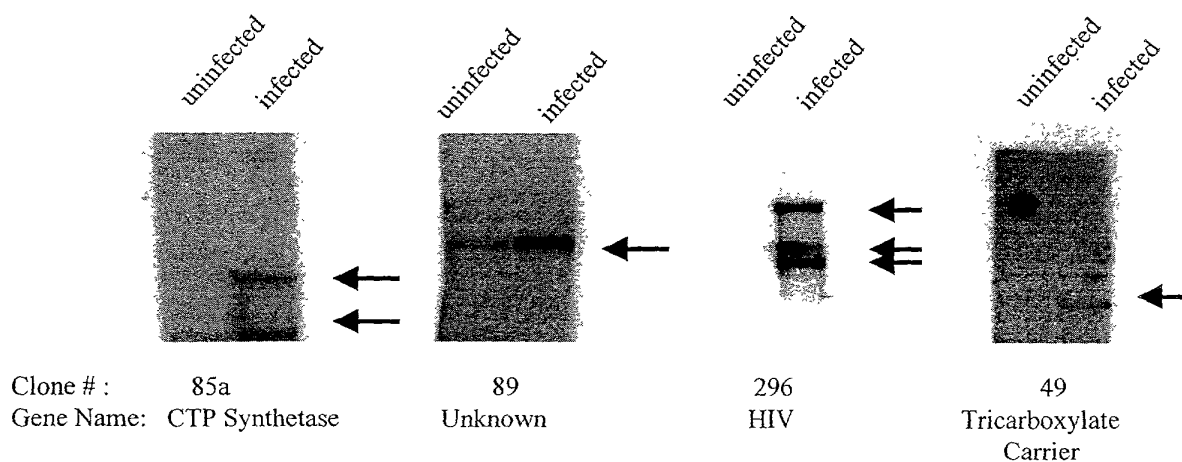 uninfected infected uninfected infected uninfected infected uninfected infected
Clone # : 85a 89 296 49
Gene Name: CTP Synthetase Unknown HIV Tricarboxylate
Carrier